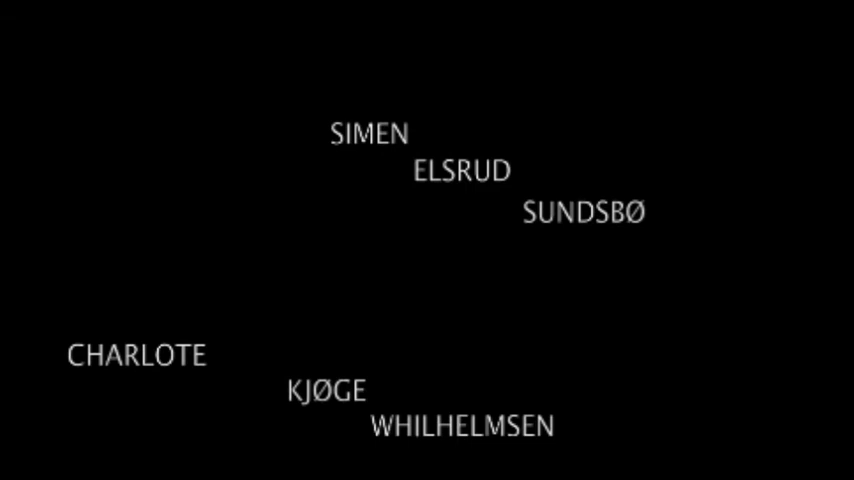 SIMEN
ELSRUD
SUNDSBØ
CHARLOTE
KJØGE
WHILHELMSEN